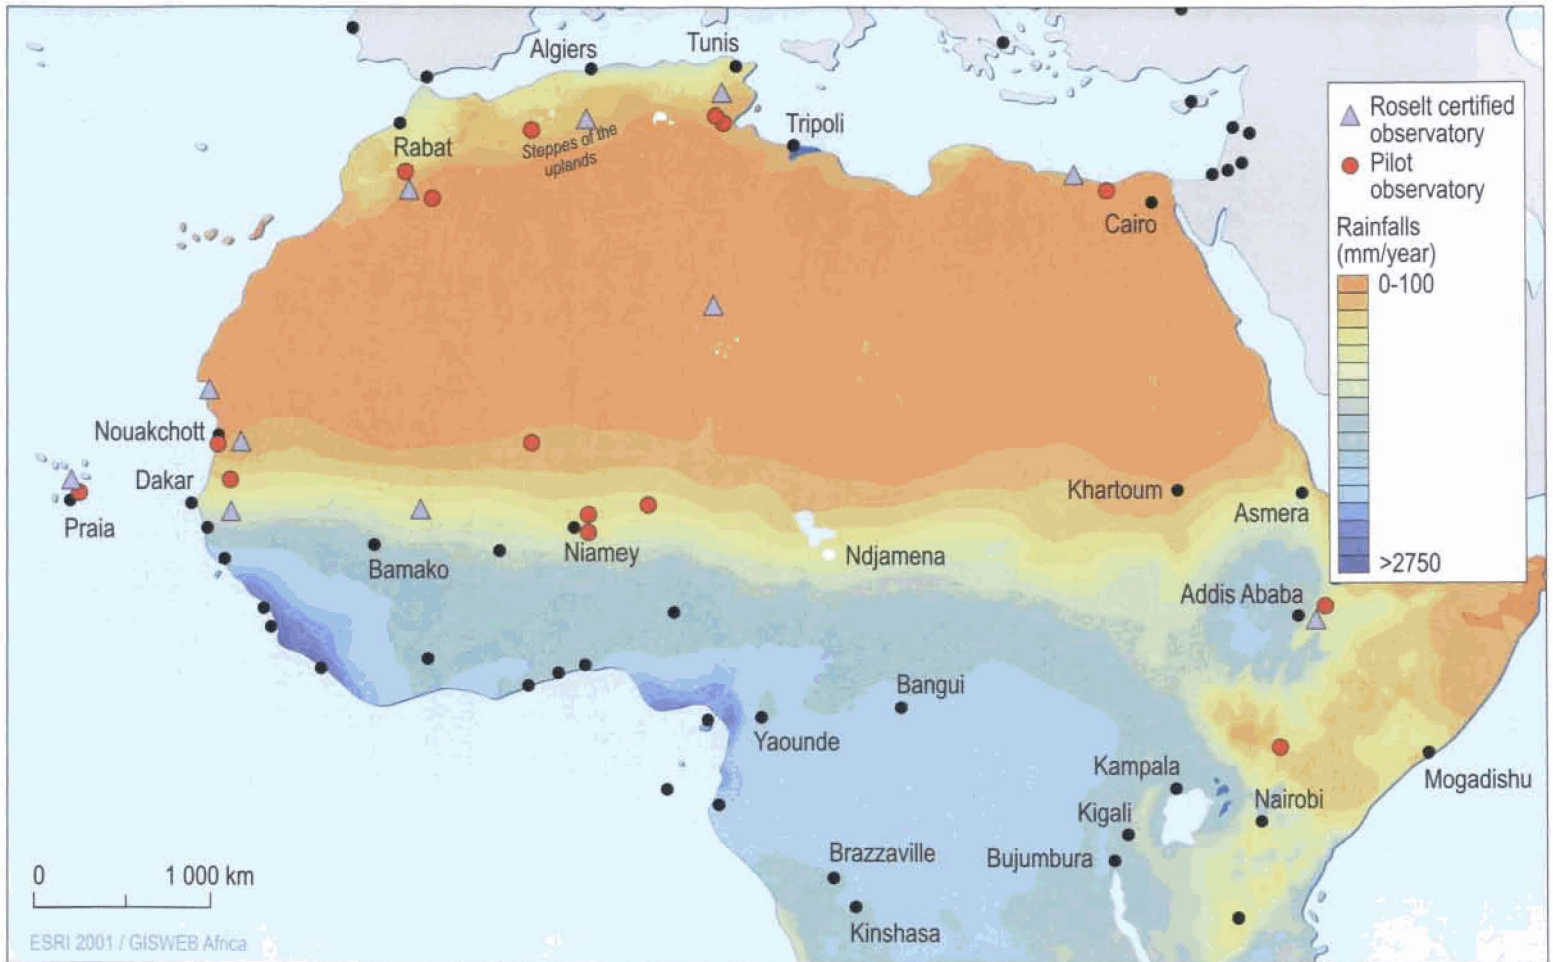 Algiers
Tunis
Tripoli
Rabat
Steppes of the
uplands
Cairo
Nouakchott
Dakar
Praia
Bamako
Niamey
Ndjamena
Khartoum
Asmera
Addis Ababa
Bangui
Yaounde
Kampala
Mogadishu
Kigali
Nairobi
Brazzaville
Bujumbura
Kinshasa
Roselt certified
observatory
Pilot
observatory
Rainfalls
(mm/year)
0-100
>2750
0 1 000 km
ESRI 2001 / GISWEB Africa